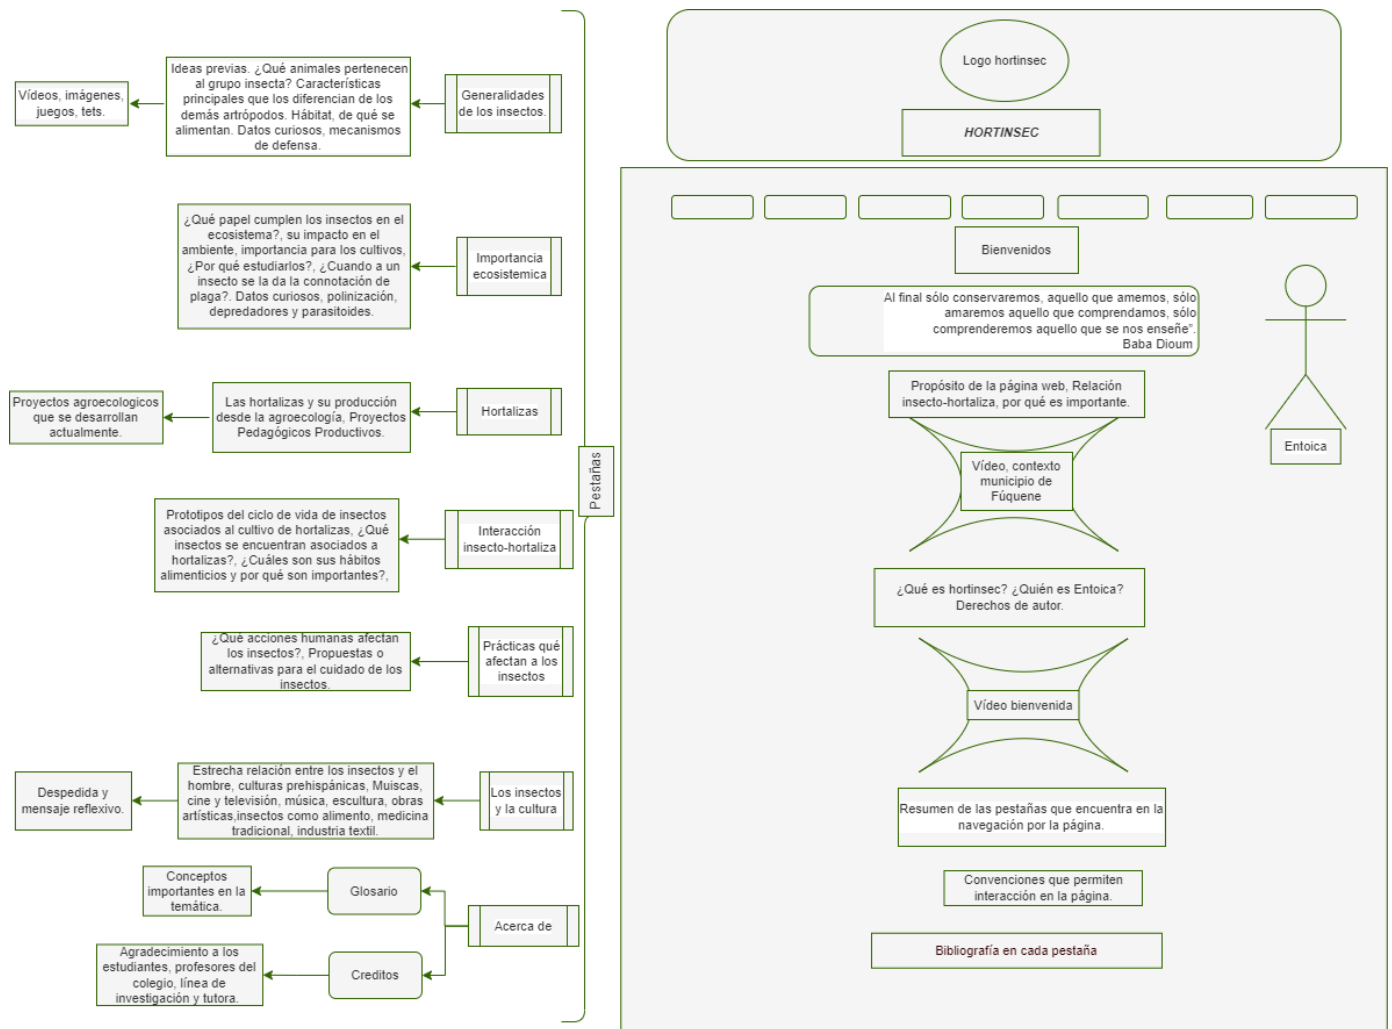 Ideas previas. ¿Qué animales pertenecen
al grupo insecta? Características
principales que los diferencian de los
demás artrópodos. Hábitat, de qué se
alimentan. Datos curiosos, mecanismos
de defensa.
Vídeos, imágenes,
juegos, tets.
Generalidades
de los insectos.
¿Qué papel cumplen los insectos en el
ecosistema?, su impacto en el
ambiente, importancia para los cultivos,
¿Por qué estudiarlos?, ¿Cuando a un
insecto se la da la connotación de
plaga?. Datos curiosos, polinización,
depredadores y parasitoides.
Importancia
ecosistemica
Proyectos agroecologicos
que se desarrollan
actualmente.
Las hortalizas y su producción
desde la agroecología, Proyectos
Pedagógicos Productivos.
Hortalizas
Pestañas
Prototipos del ciclo de vida de insectos
asociados al cultivo de hortalizas, ¿Qué
insectos se encuentran asociados a
hortalizas?, ¿Cuáles son sus hábitos
alimenticios y por qué son importantes?,
Interacción
insecto-hortaliza
¿Qué acciones humanas afectan
los insectos?, Propuestas o
alternativas para el cuidado de los
insectos.
Prácticas qué
afectan a los
insectos
Despedida y
mensaje reflexivo.
Estrecha relación entre los insectos y el
hombre, culturas prehispánicas, Muiscas,
cine y televisión, música, escultura, obras
artísticas,insectos como alimento, medicina
tradicional, industria textil.
Los insectos
y la cultura
Conceptos
importantes en la
temática.
Glosario
Acerca de
Agradecimiento a los
estudiantes, profesores del
colegio, línea de
investigación y tutora.
Creditos
Logo hortinsec
HORTINSEC
Bienvenidos
Al final sólo conservaremos, aquello que amemos, sólo
amaremos aquello que comprendamos, sólo
comprenderemos aquello que se nos enseñe”.
Baba Dioum
Propósito de la página web, Relación
insecto-hortaliza, por qué es importante.
Vídeo, contexto
municipio de
Fúquene
Entoica
¿Qué es hortinsec? ¿Quién es Entoica?
Derechos de autor.
Vídeo bienvenida
Resumen de las pestañas que encuentra en la
navegación por la página.
Convenciones que permiten
interacción en la página.
Bibliografía en cada pestaña